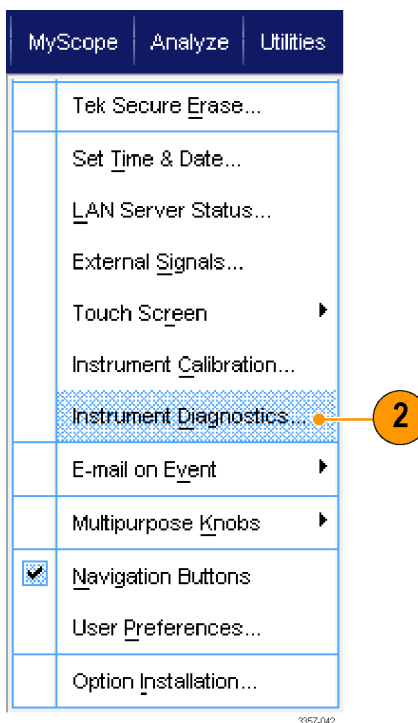 MyScope Analyze Utilities
Tek Secure Erase...
Set Time & Date...
LAN Server Status...
External Signals...
Touch Screen
Instrument Calibration...
Instrument Diagnostics... 2
E-mail on Event
Multipurpose Knobs
Navigation Buttons
User Preferences...
Option Installation...
3357-042